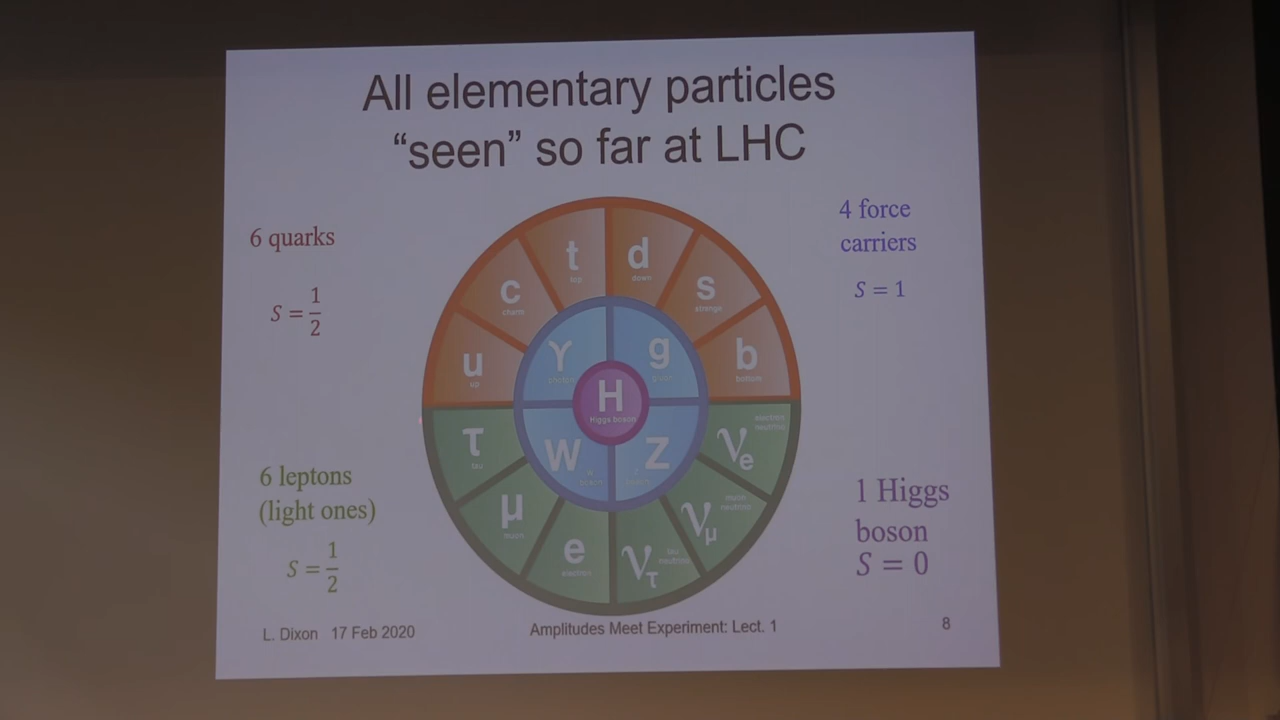 All elementary particles
“seen” so far at LHC
6 quarks
S = 1/2
4 force
carriers
S = 1
t
top
d
down
c
charm
s
strange
u
up
b
bottom
γ
photon
g
gluon
H
Higgs boson
W
boson
Z
τ
tau
νe
electron
neutrino
μ
muon
νμ
muon
neutrino
e
electron
ντ
tau
neutrino
6 leptons
(light ones)
S = 1/2
1 Higgs
boson
S = 0
L. Dixon 17 Feb 2020
Amplitudes Meet Experiment: Lect. 1
8